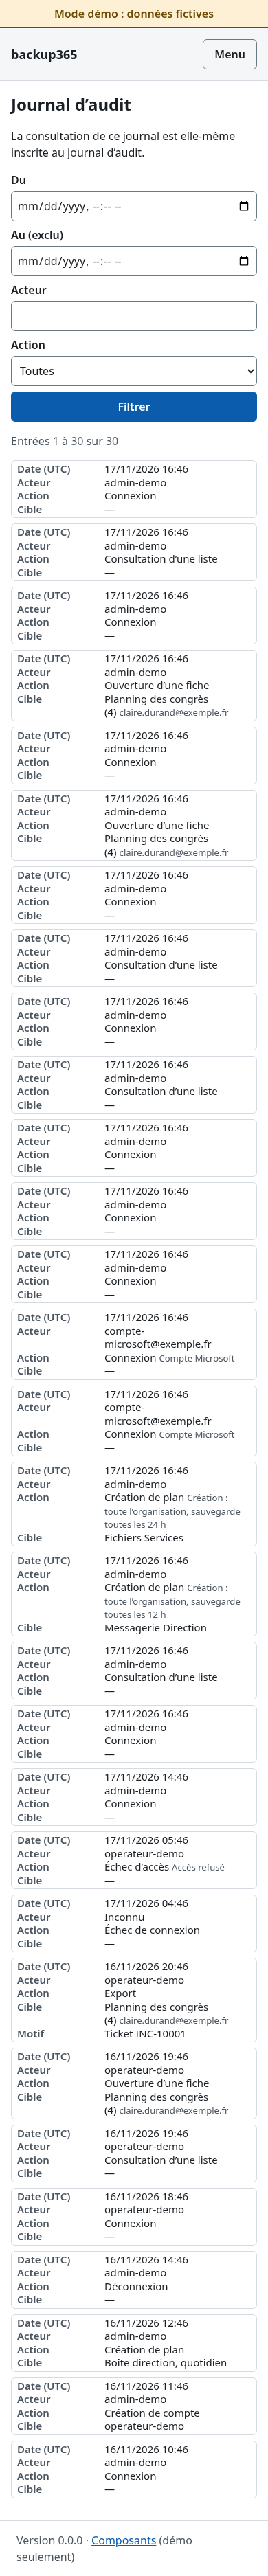 Mode démo : données fictives
backup365
Menu
Journal d’audit
La consultation de ce journal est elle-même
inscrite au journal d’audit.
Du
mm/dd/yyyy, --:-- --
Au (exclu)
mm/dd/yyyy, --:-- --
Acteur
Action
Toutes
Filtrer
Entrées 1 à 30 sur 30
Date (UTC) 17/11/2026 16:46
Acteur admin-demo
Action Connexion
Cible —
Date (UTC) 17/11/2026 16:46
Acteur admin-demo
Action Consultation d’une liste
Cible —
Date (UTC) 17/11/2026 16:46
Acteur admin-demo
Action Connexion
Cible —
Date (UTC) 17/11/2026 16:46
Acteur admin-demo
Action Ouverture d’une fiche
Cible Planning des congrès
(4) claire.durand@exemple.fr
Date (UTC) 17/11/2026 16:46
Acteur admin-demo
Action Connexion
Cible —
Date (UTC) 17/11/2026 16:46
Acteur admin-demo
Action Ouverture d’une fiche
Cible Planning des congrès
(4) claire.durand@exemple.fr
Date (UTC) 17/11/2026 16:46
Acteur admin-demo
Action Connexion
Cible —
Date (UTC) 17/11/2026 16:46
Acteur admin-demo
Action Consultation d’une liste
Cible —
Date (UTC) 17/11/2026 16:46
Acteur admin-demo
Action Connexion
Cible —
Date (UTC) 17/11/2026 16:46
Acteur admin-demo
Action Consultation d’une liste
Cible —
Date (UTC) 17/11/2026 16:46
Acteur admin-demo
Action Connexion
Cible —
Date (UTC) 17/11/2026 16:46
Acteur admin-demo
Action Connexion
Cible —
Date (UTC) 17/11/2026 16:46
Acteur admin-demo
Action Connexion
Cible —
Date (UTC) 17/11/2026 16:46
Acteur compte-
microsoft@exemple.fr
Action Connexion Compte Microsoft
Cible —
Date (UTC) 17/11/2026 16:46
Acteur compte-
microsoft@exemple.fr
Action Connexion Compte Microsoft
Cible —
Date (UTC) 17/11/2026 16:46
Acteur admin-demo
Action Création de plan Création :
toute l’organisation, sauvegarde
toutes les 24 h
Cible Fichiers Services
Date (UTC) 17/11/2026 16:46
Acteur admin-demo
Action Création de plan Création :
toute l’organisation, sauvegarde
toutes les 12 h
Cible Messagerie Direction
Date (UTC) 17/11/2026 16:46
Acteur admin-demo
Action Consultation d’une liste
Cible —
Date (UTC) 17/11/2026 16:46
Acteur admin-demo
Action Connexion
Cible —
Date (UTC) 17/11/2026 14:46
Acteur admin-demo
Action Connexion
Cible —
Date (UTC) 17/11/2026 05:46
Acteur operateur-demo
Action Échec d’accès Accès refusé
Cible —
Date (UTC) 17/11/2026 04:46
Acteur Inconnu
Action Échec de connexion
Cible —
Date (UTC) 16/11/2026 20:46
Acteur operateur-demo
Action Export
Cible Planning des congrès
(4) claire.durand@exemple.fr
Motif Ticket INC-10001
Date (UTC) 16/11/2026 19:46
Acteur operateur-demo
Action Ouverture d’une fiche
Cible Planning des congrès
(4) claire.durand@exemple.fr
Date (UTC) 16/11/2026 19:46
Acteur operateur-demo
Action Consultation d’une liste
Cible —
Date (UTC) 16/11/2026 18:46
Acteur operateur-demo
Action Connexion
Cible —
Date (UTC) 16/11/2026 14:46
Acteur admin-demo
Action Déconnexion
Cible —
Date (UTC) 16/11/2026 12:46
Acteur admin-demo
Action Création de plan
Cible Boîte direction, quotidien
Date (UTC) 16/11/2026 11:46
Acteur admin-demo
Action Création de compte
Cible operateur-demo
Date (UTC) 16/11/2026 10:46
Acteur admin-demo
Action Connexion
Cible —
Version 0.0.0 · Composants (démo
seulement)